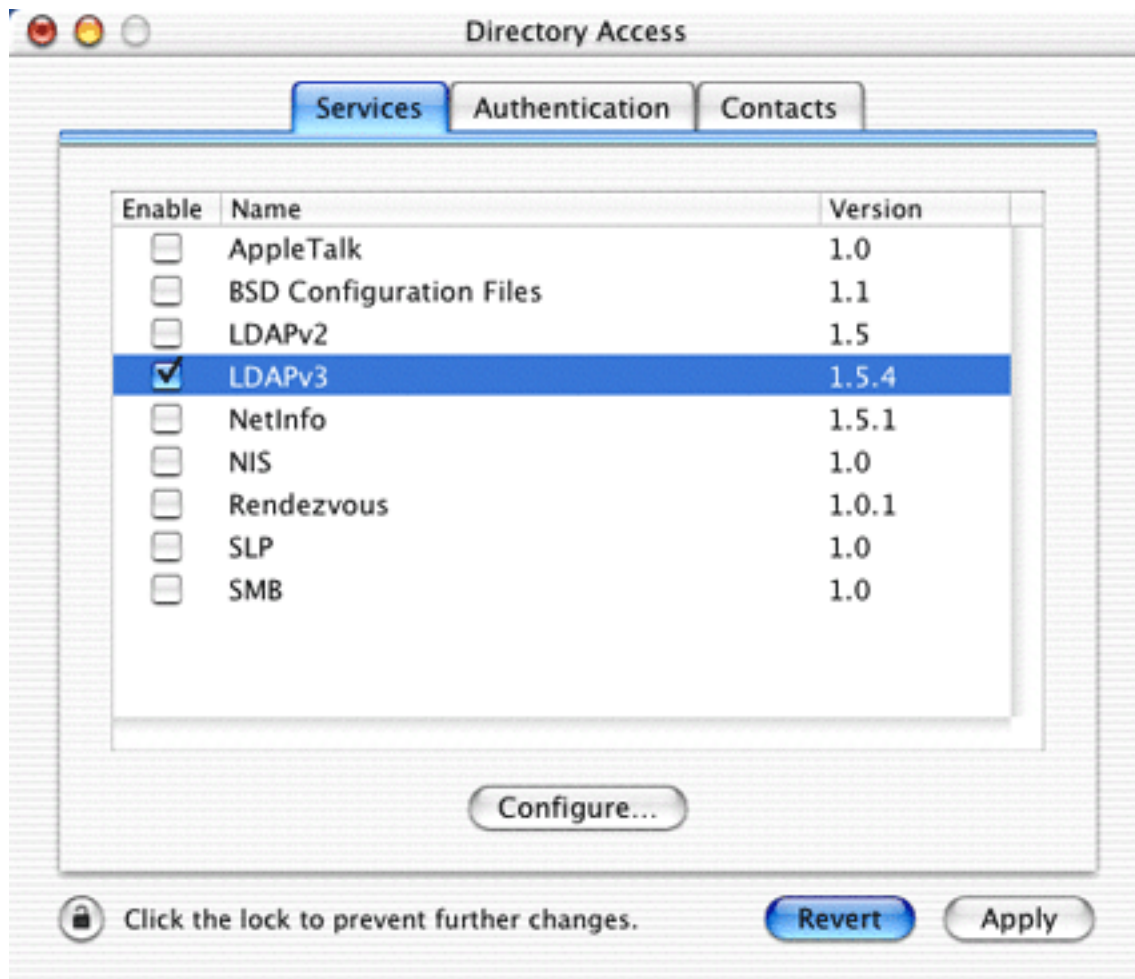 Directory Access
Services Authentication Contacts
Enable Name Version
AppleTalk 1.0
BSD Configuration Files 1.1
LDAPv2 1.5
LDAPv3 1.5.4
NetInfo 1.5.1
NIS 1.0
Rendezvous 1.0.1
SLP 1.0
SMB 1.0
Configure...
Click the lock to prevent further changes. Revert Apply